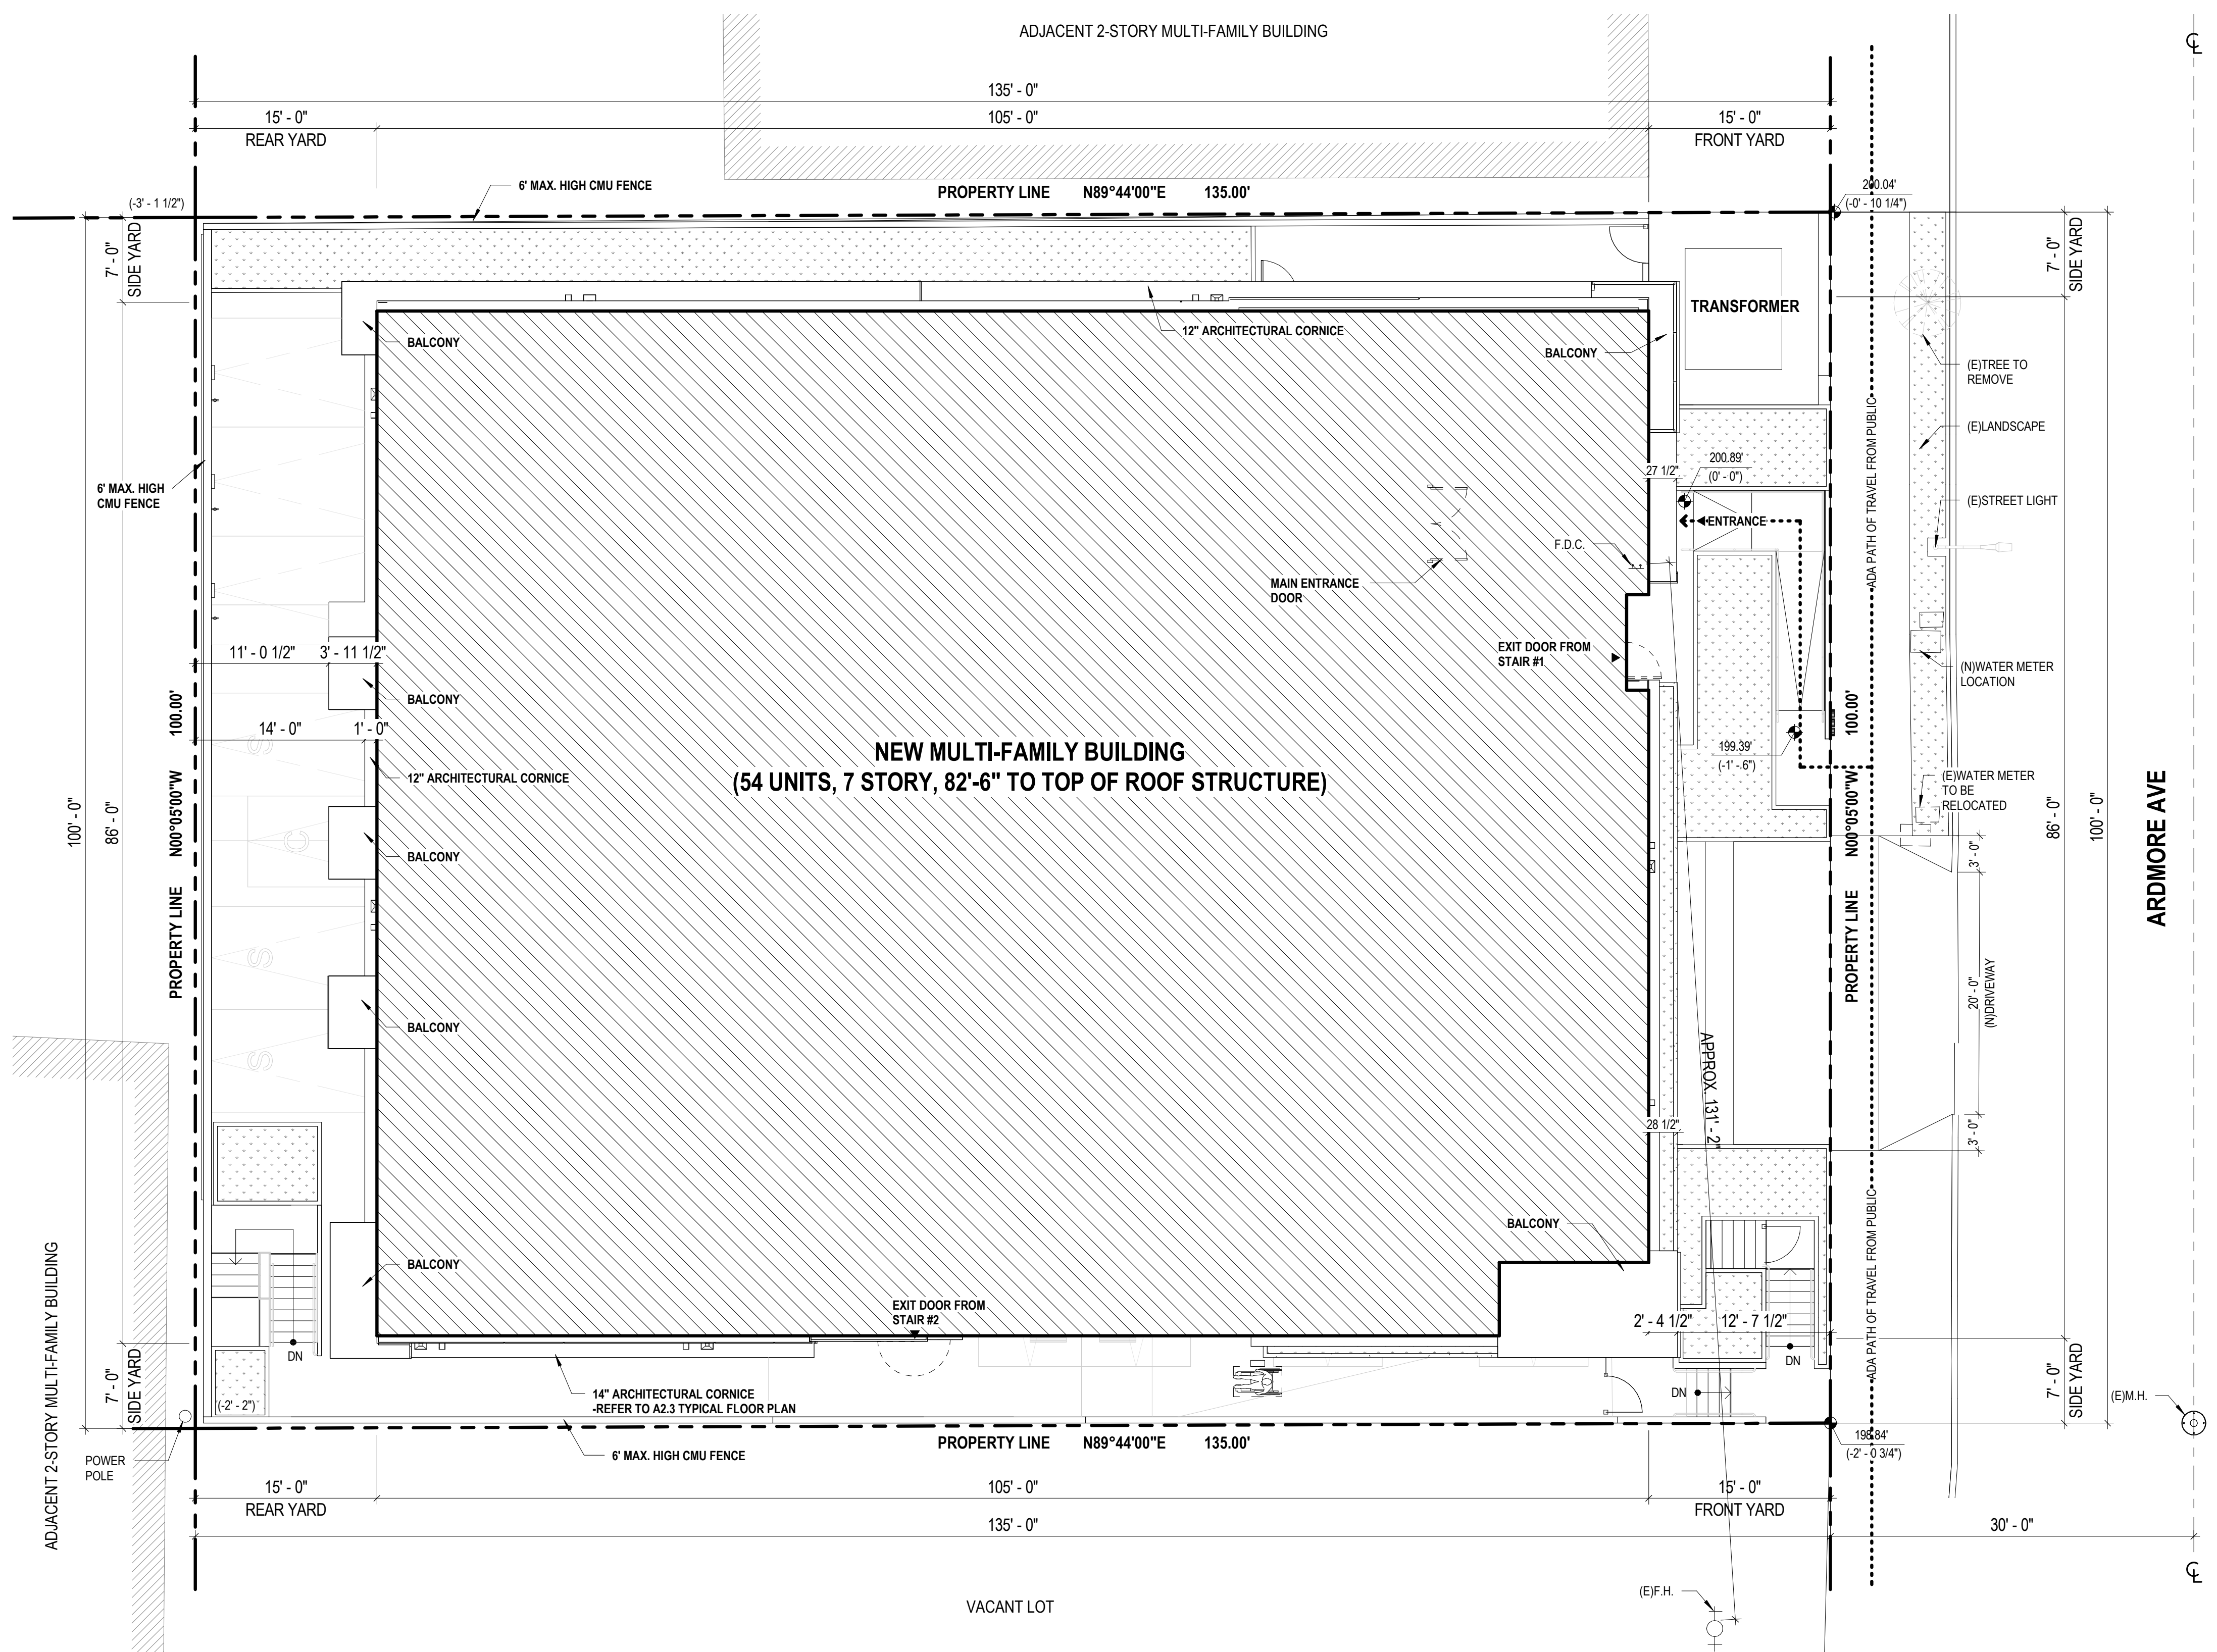 ADJACENT 2-STORY MULTI-FAMILY BUILDING
135' - 0"
15' - 0"
REAR YARD
105' - 0"
15' - 0"
FRONT YARD
6' MAX. HIGH CMU FENCE
PROPERTY LINE N89°44'00"E 135.00'
(-3' - 1 1/2")
200.04'
(-0' - 10 1/4")
7' - 0"
SIDE YARD
7' - 0"
SIDE YARD
TRANSFORMER
12" ARCHITECTURAL CORNICE
BALCONY
BALCONY
(E)TREE TO
REMOVE
(E)LANDSCAPE
ADA PATH OF TRAVEL FROM PUBLIC
27 1/2"
200.89'
(0' - 0")
6' MAX. HIGH
CMU FENCE
(E)STREET LIGHT
ENTRANCE
F.D.C.
MAIN ENTRANCE
DOOR
EXIT DOOR FROM
STAIR #1
11' - 0 1/2"
3' - 11 1/2"
BALCONY
(N)WATER METER
LOCATION
14' - 0"
1' - 0"
S
12" ARCHITECTURAL CORNICE
NEW MULTI-FAMILY BUILDING
(54 UNITS, 7 STORY, 82'-6" TO TOP OF ROOF STRUCTURE)
199.39'
(-1' - 6")
(E)WATER METER
TO BE
RELOCATED
PROPERTY LINE N00°05'00"W 100.00'
PROPERTY LINE N00°05'00"W 100.00'
100' - 0"
86' - 0"
86' - 0"
100' - 0"
ARDMORE AVE
C
BALCONY
3' - 0"
S
20' - 0"
(N)DRIVEWAY
BALCONY
S
APPROX. 131' - 2"
28 1/2"
3' - 0"
BALCONY
ADA PATH OF TRAVEL FROM PUBLIC
BALCONY
EXIT DOOR FROM
STAIR #2
2' - 4 1/2"
12' - 7 1/2"
DN
DN
DN
7' - 0"
SIDE YARD
7' - 0"
SIDE YARD
(-2' - 2")
14" ARCHITECTURAL CORNICE
-REFER TO A2.3 TYPICAL FLOOR PLAN
(E)M.H.
ADJACENT 2-STORY MULTI-FAMILY BUILDING
POWER
POLE
6' MAX. HIGH CMU FENCE
PROPERTY LINE N89°44'00"E 135.00'
198.84'
(-2' - 0 3/4")
15' - 0"
REAR YARD
105' - 0"
15' - 0"
FRONT YARD
135' - 0"
30' - 0"
(E)F.H.
VACANT LOT